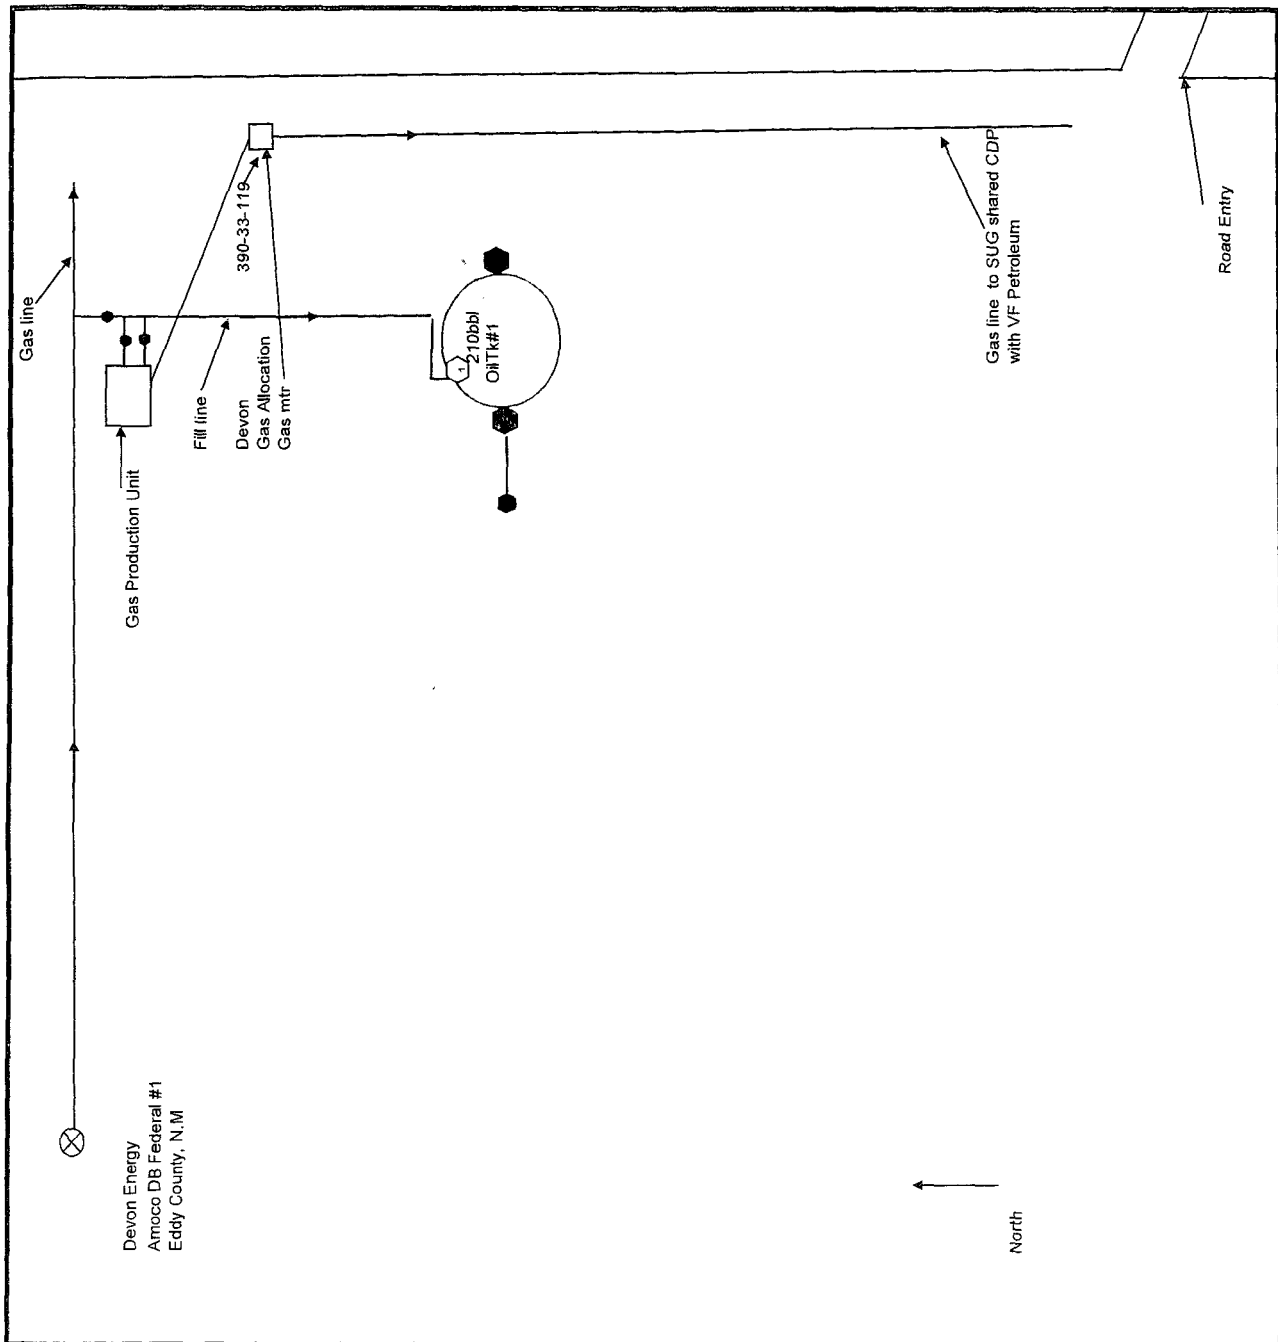 Gas line
Gas Production Unit
Fill line
390-33-119
Devon
Gas Allocation
Gas mtr
1
210bbl
OilTk#1
Gas line to SUG shared CDP
with VF Petroleum
Road Entry
Devon Energy
Amoco DB Federal #1
Eddy County, N.M
North